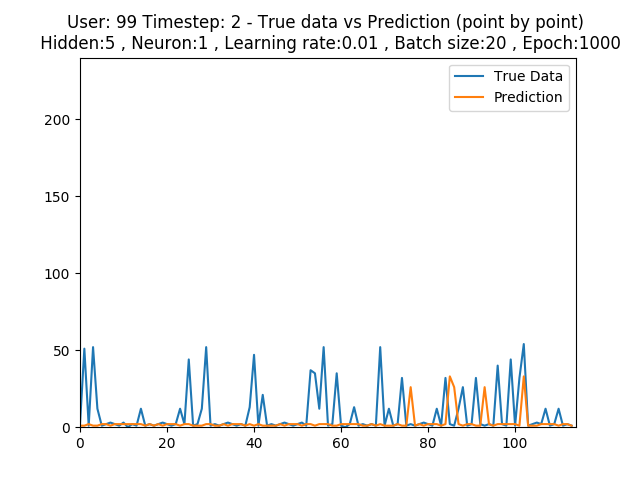 User: 99 Timestep: 2 - True data vs Prediction (point by point)
Hidden:5 , Neuron:1 , Learning rate:0.01 , Batch size:20 , Epoch:1000
True Data
Prediction
200
150
100
50
0
0 20 40 60 80 100